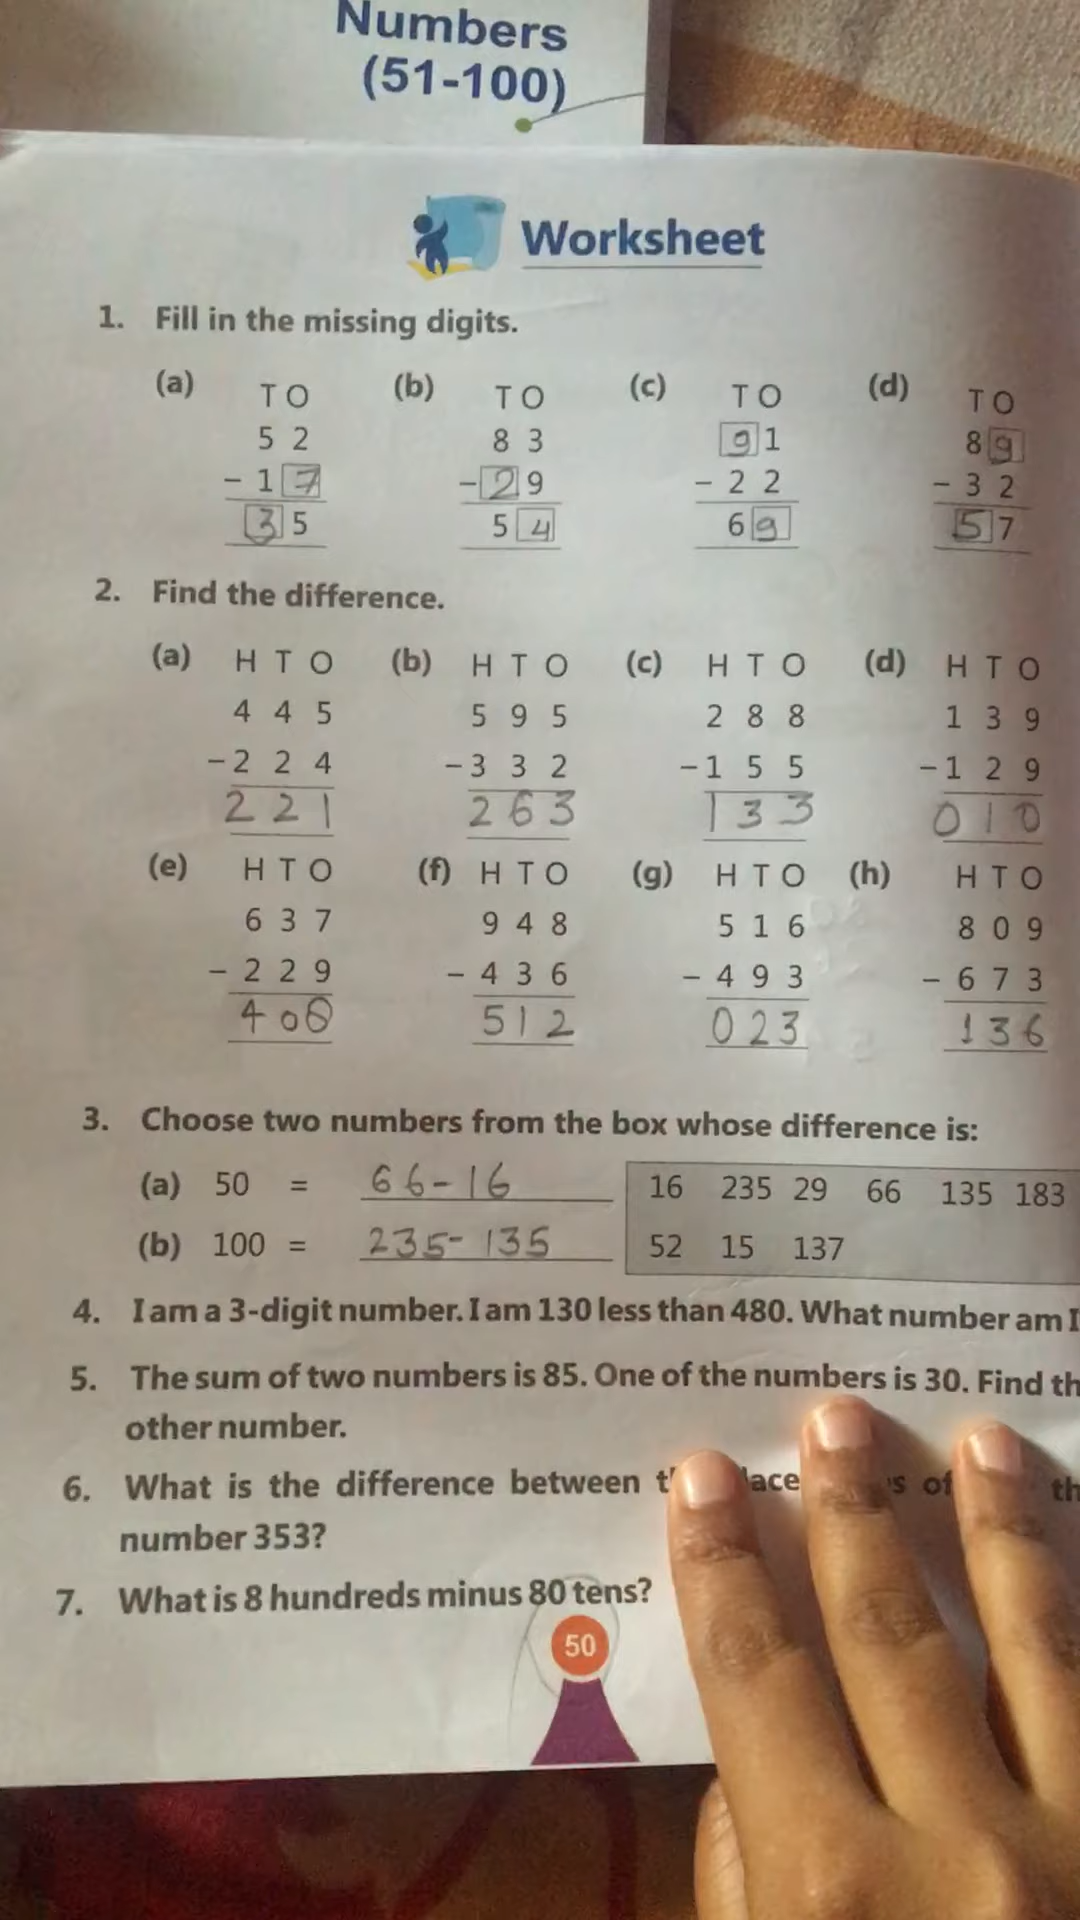 Numbers
(51-100)
Worksheet
1. Fill in the missing digits.
(a) T O (b) T O (c) T O (d) T O
5 2 8 3 9 1 8 9
- 1 7 - 2 9 - 2 2 - 3 2
3 5 5 4 6 9 5 7
2. Find the difference.
(a) H T O (b) H T O (c) H T O (d) H T O
4 4 5 5 9 5 2 8 8 1 3 9
- 2 2 4 - 3 3 2 - 1 5 5 - 1 2 9
2 2 1 2 6 3 1 3 3 0 1 0
(e) H T O (f) H T O (g) H T O (h) H T O
6 3 7 9 4 8 5 1 6 8 0 9
- 2 2 9 - 4 3 6 - 4 9 3 - 6 7 3
4 0 5 1 2 0 2 3 1 3 6
3. Choose two numbers from the box whose difference is:
(a) 50 = 66-16 16 235 29 66 135 183
(b) 100 = 235-135 52 15 137
4. I am a 3-digit number. I am 130 less than 480. What number am I
5. The sum of two numbers is 85. One of the numbers is 30. Find th
other number.
6. What is the difference between of th
number 353?
7. What is 8 hundreds minus 80 tens?
50